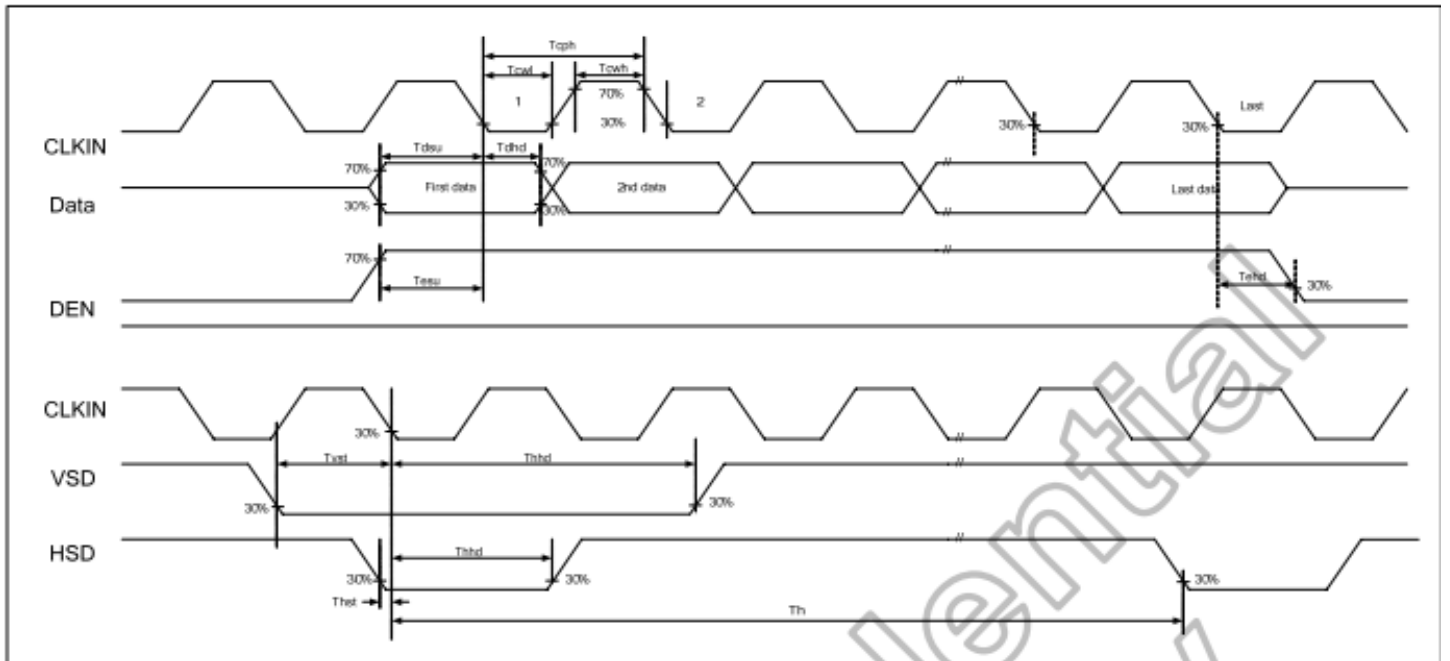 Tcph
Tcwl Tcwh
1 70% 2 // Last
30% 30% 30%
CLKIN
Tdsu Tdhd
70% 70% //
First data 2nd data Last data
Data
30% 30% //
70% //
Tesu Tehd
DEN 30%
CLKIN
30% //
Tvst Thhd //
VSD
30% 30%
HSD //
Thhd
30% 30% 30%
Thst
Th
ential